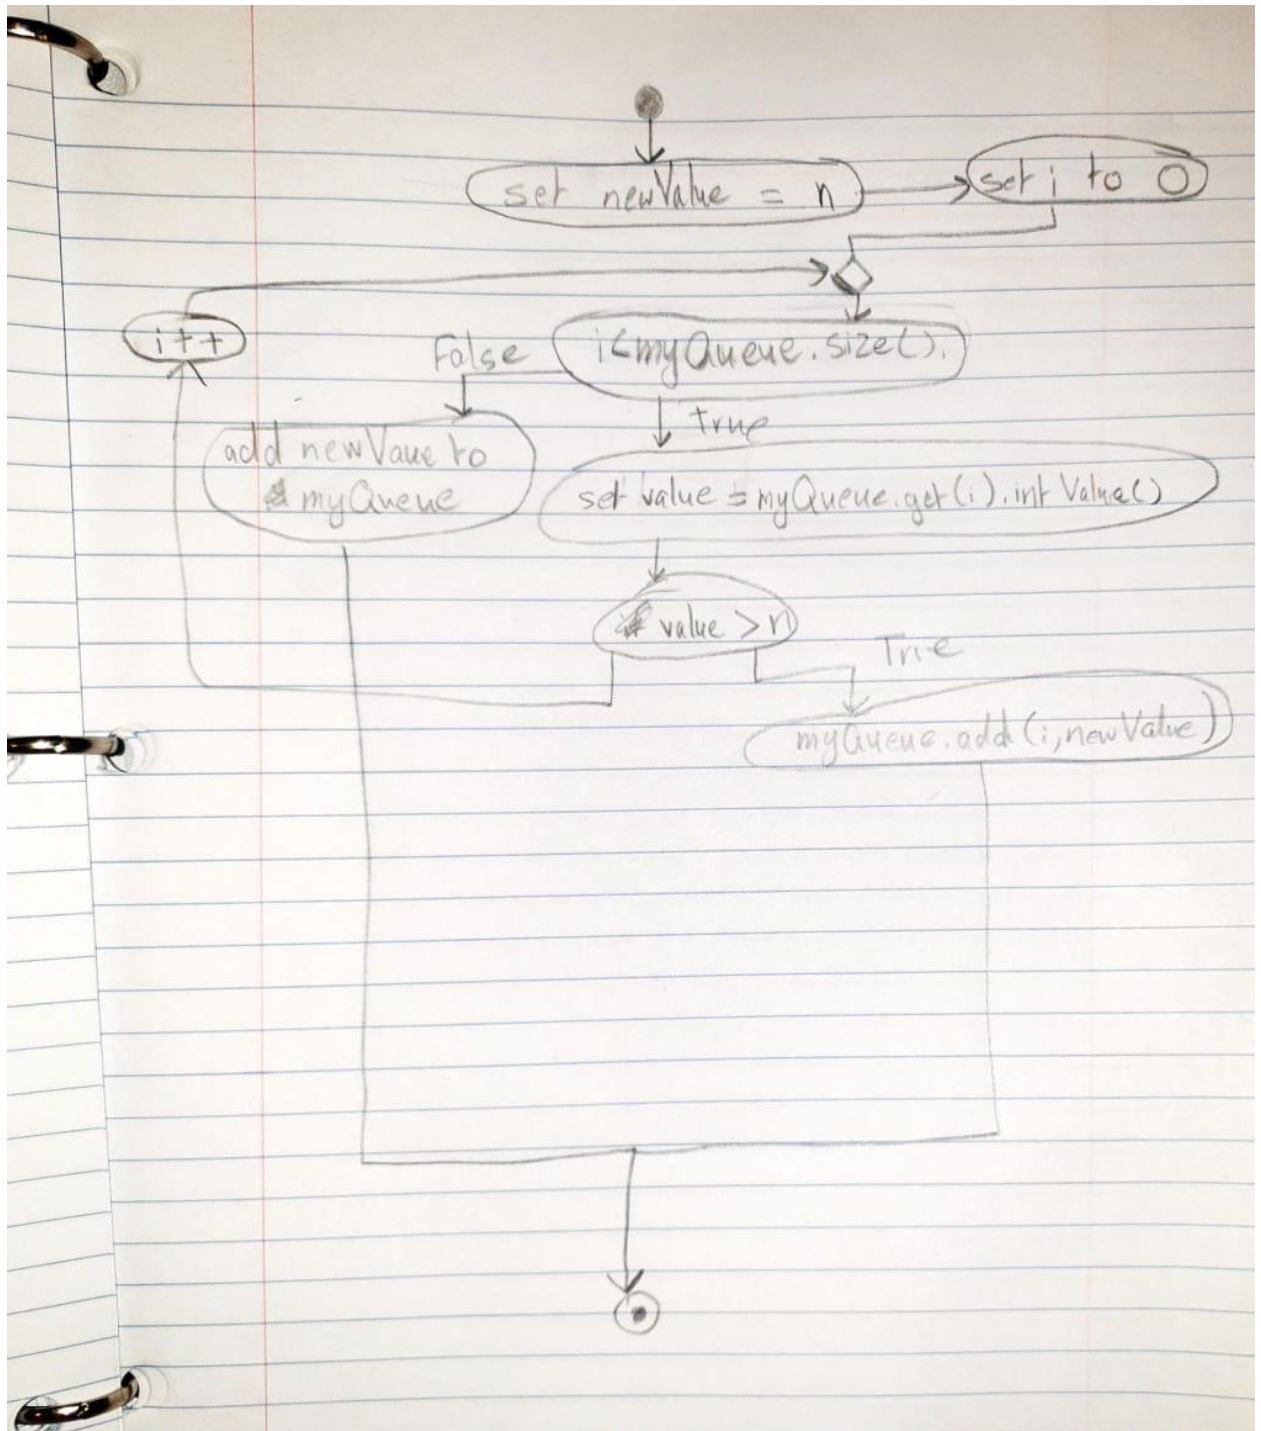 set newValue = n
set i to 0
i++
False
i<myQueue.size().
True
add newVaue to
myQueue
set value = myQueue.get(i).intValue()
value > n
True
myQueue.add(i,newValue)